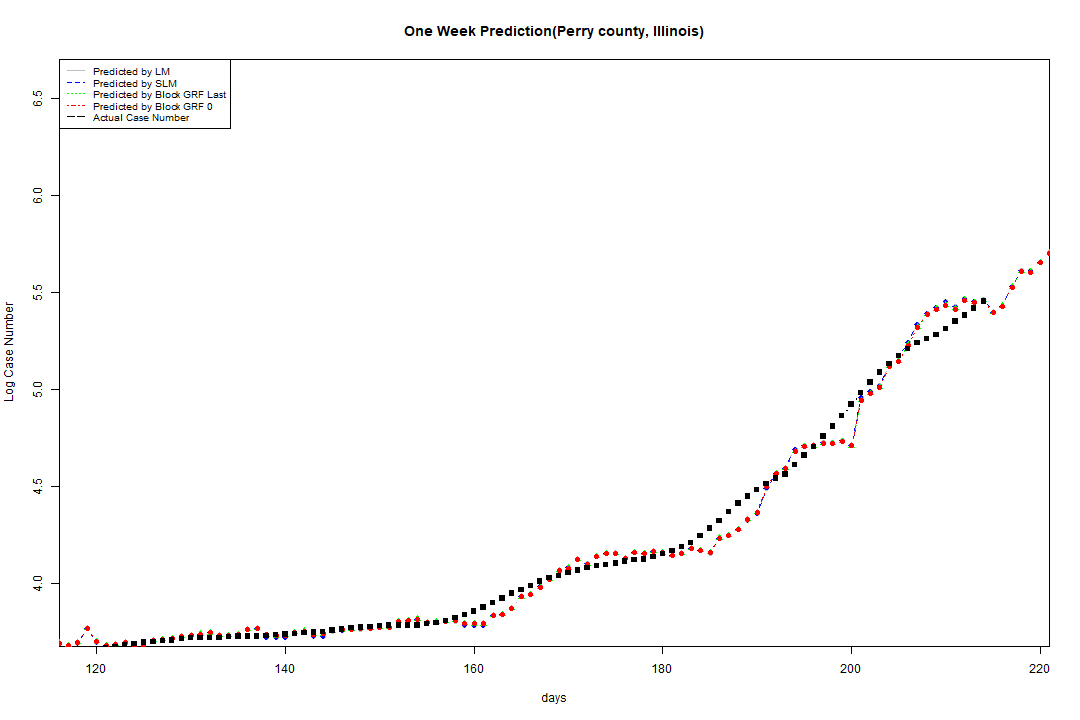 One Week Prediction(Perry county, Illinois)
Predicted by LM
Predicted by SLM
Predicted by Block GRF Last
Predicted by Block GRF 0
Actual Case Number
6.5
6.0
5.5
5.0
4.5
4.0
Log Case Number
120 140 160 180 200 220
days